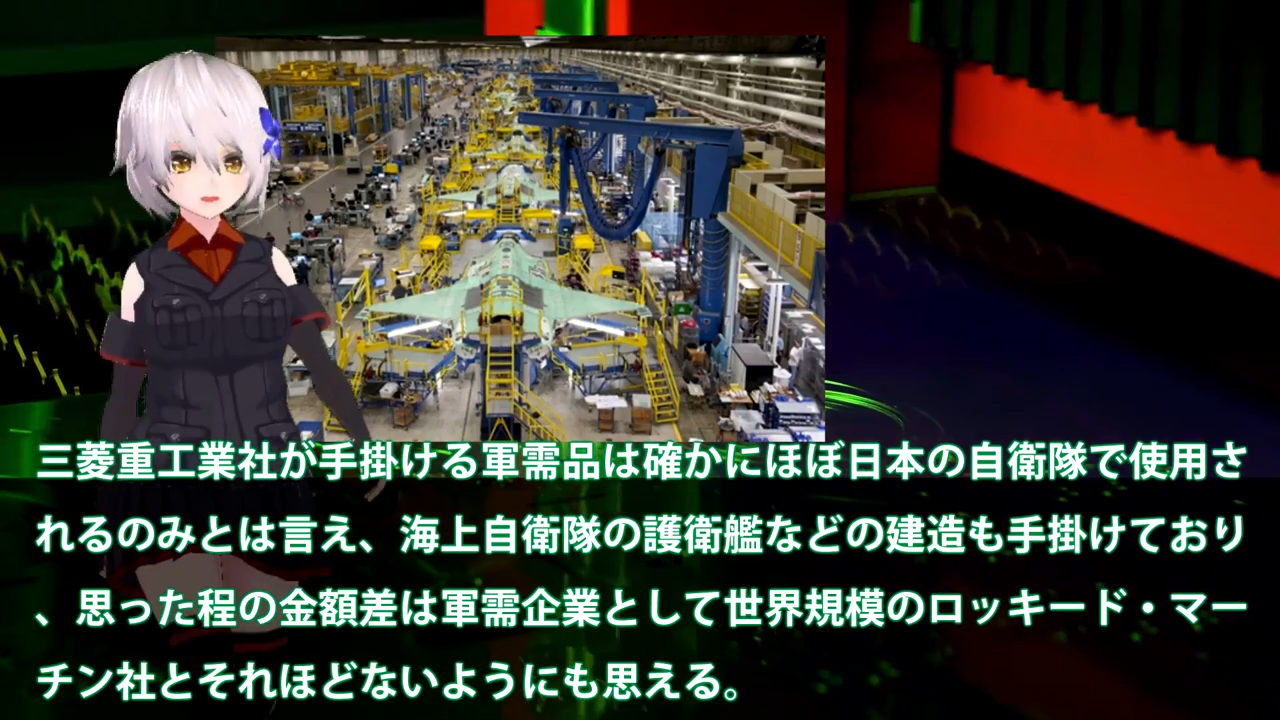 三菱重工業社が手掛ける軍需品は確かにほぼ日本の自衛隊で使用さ
れるのみとは言え、海上自衛隊の護衛艦などの建造も手掛けており
、思った程の金額差は軍需企業として世界規模のロッキード・マー
チン社とそれほどないようにも思える。